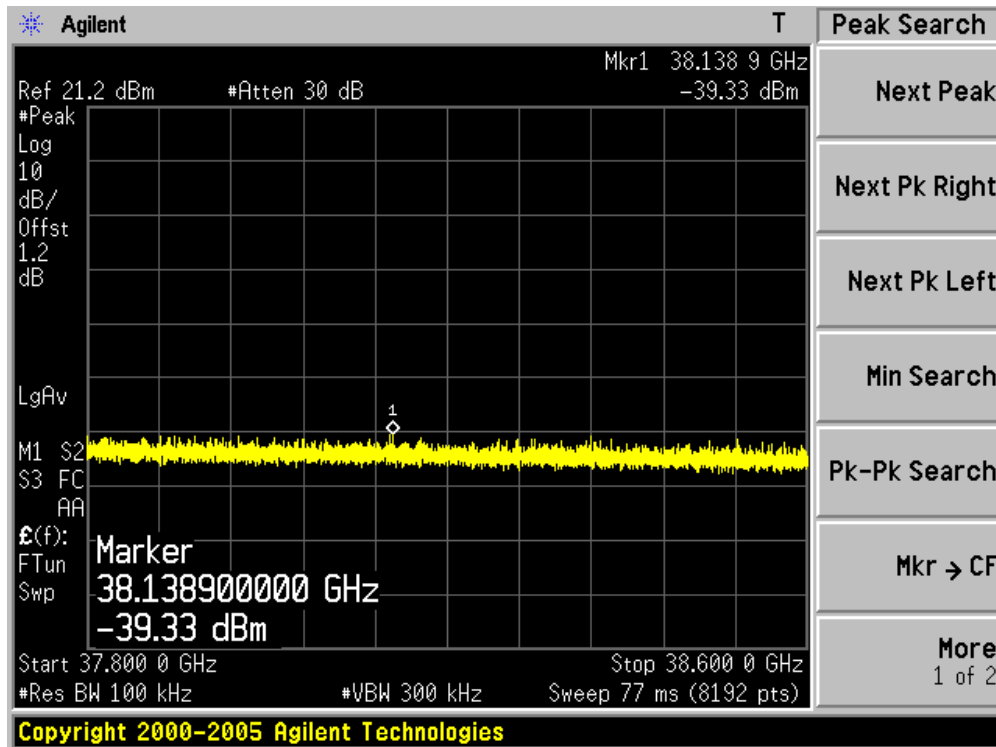 Agilent T Peak Search
Mkr1 38.138 9 GHz
Ref 21.2 dBm #Atten 30 dB -39.33 dBm
#Peak
Log
10
dB/
Offst
1.2
dB
LgAv
1
M1 S2
S3 FC
AA
£(f):
FTun
Swp
Marker
38.138900000 GHz
-39.33 dBm
Start 37.800 0 GHz Stop 38.600 0 GHz
#Res BW 100 kHz #VBW 300 kHz Sweep 77 ms (8192 pts)
Copyright 2000-2005 Agilent Technologies
Next Peak
Next Pk Right
Next Pk Left
Min Search
Pk-Pk Search
Mkr → CF
More
1 of 2